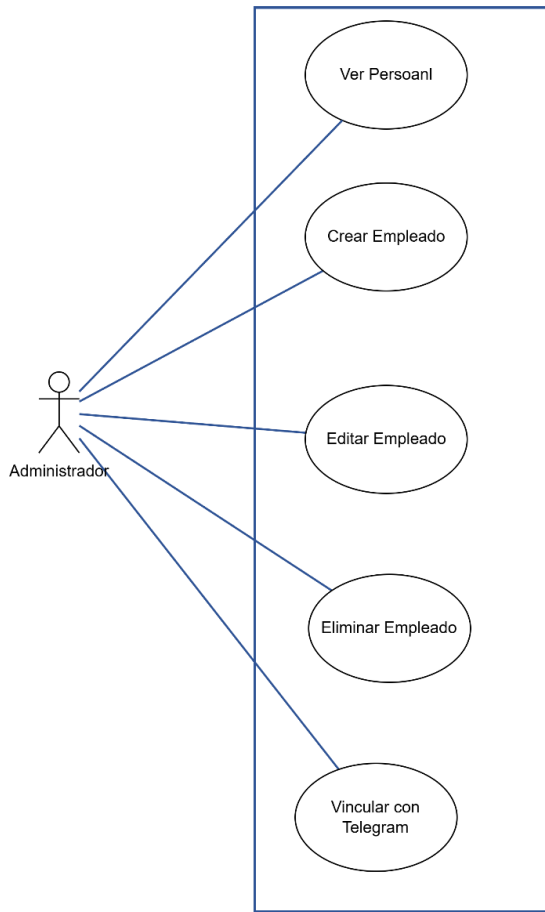 Ver Persoanl
Crear Empleado
Editar Empleado
Administrador
Eliminar Empleado
Vincular con
Telegram